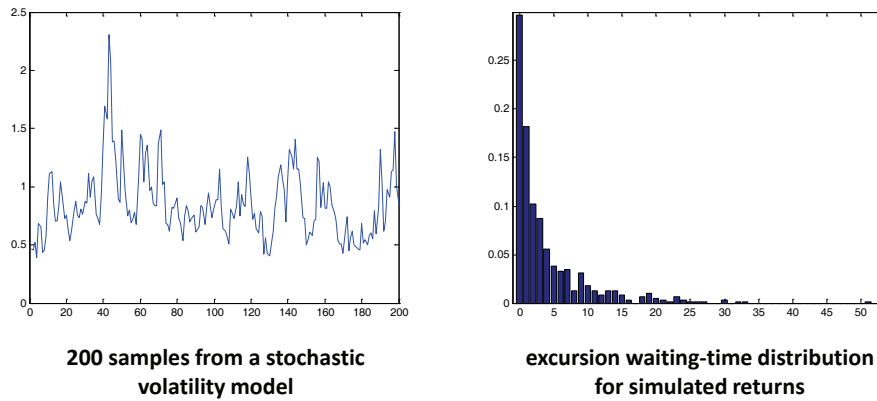 2.5
2
1.5
1
0.5
0
0 20 40 60 80 100 120 140 160 180 200
200 samples from a stochastic
volatility model
0.25
0.2
0.15
0.1
0.05
0
0 5 10 15 20 25 30 35 40 45 50
excursion waiting-time distribution
for simulated returns